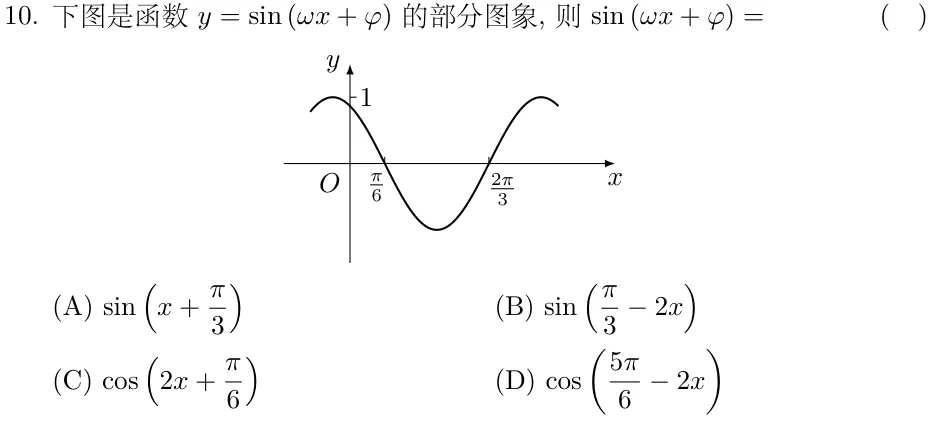 10. 下图是函数 y = sin (ωx + φ) 的部分图象, 则 sin (ωx + φ) = ( )
y
1
O
π/6
2π/3
x
(A) sin (x + π/3)
(B) sin (π/3 − 2x)
(C) cos (2x + π/6)
(D) cos (5π/6 − 2x)